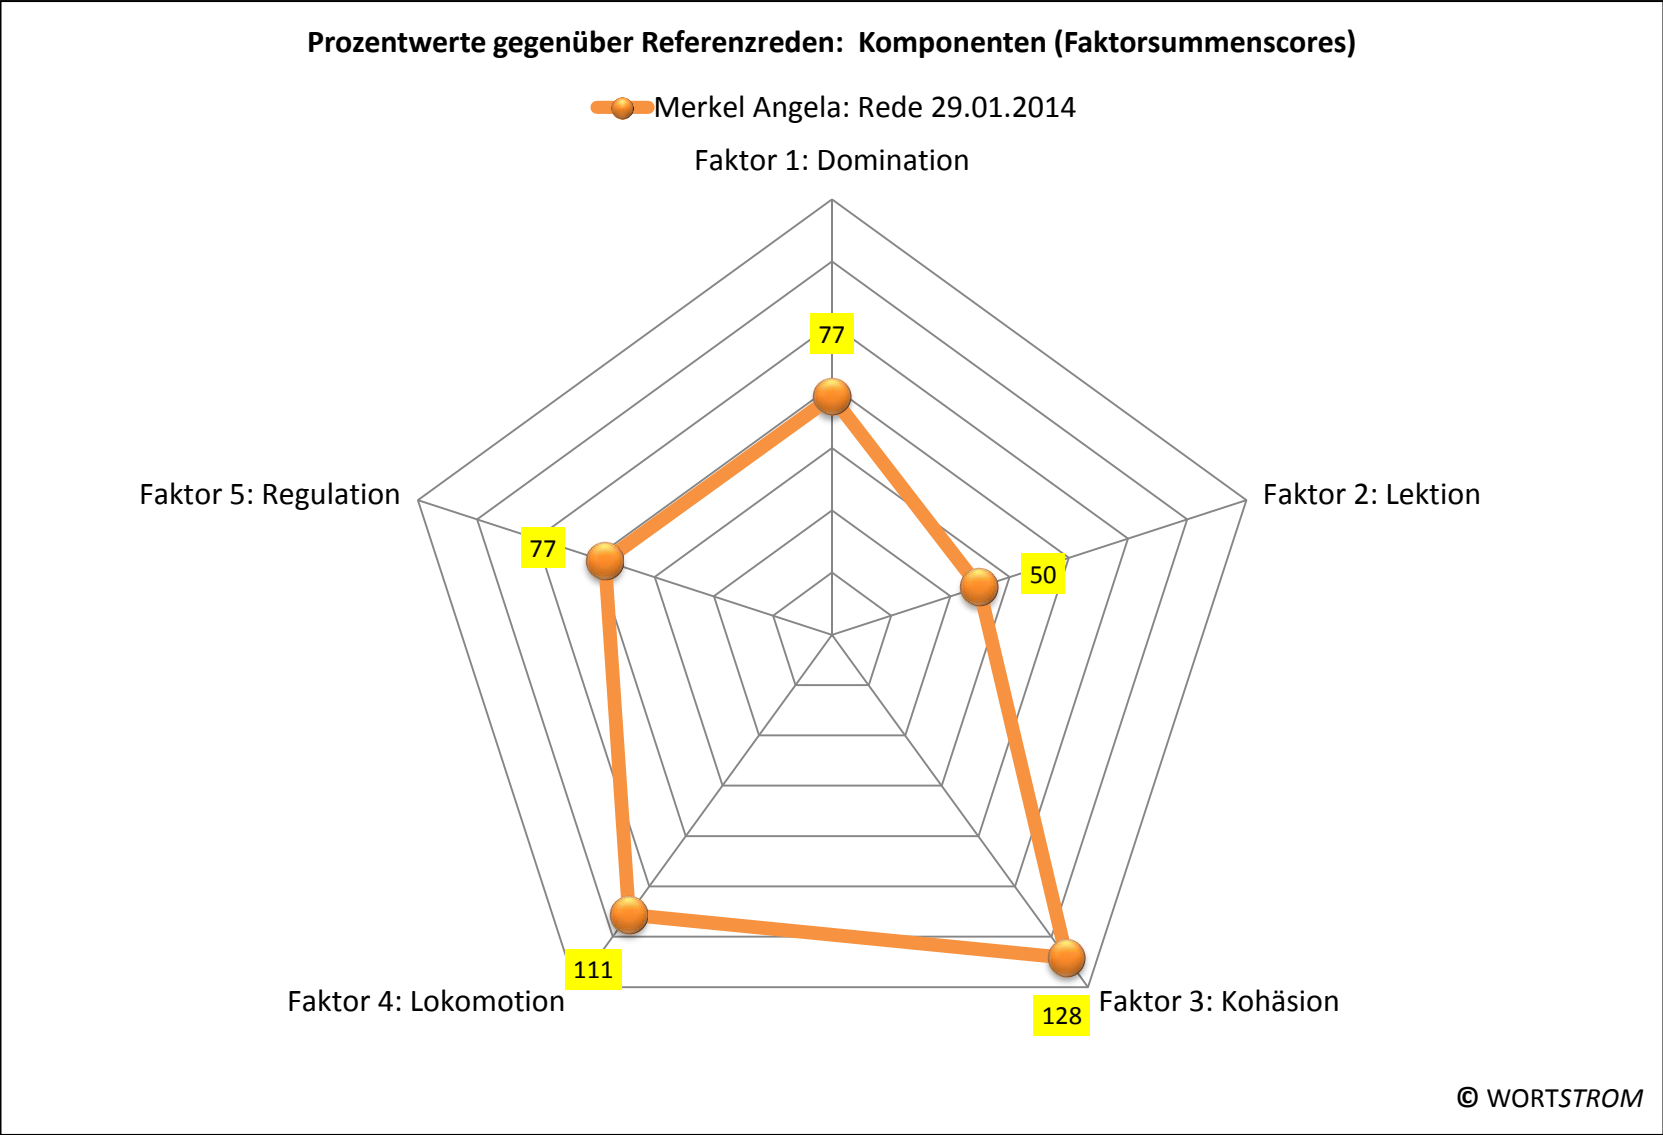 Prozentwerte gegenüber Referenzreden: Komponenten (Faktorsummenscores)
Merkel Angela: Rede 29.01.2014
Faktor 1: Domination
77
Faktor 5: Regulation
Faktor 2: Lektion
77
50
111
Faktor 4: Lokomotion
128
Faktor 3: Kohäsion
© WORTSTROM